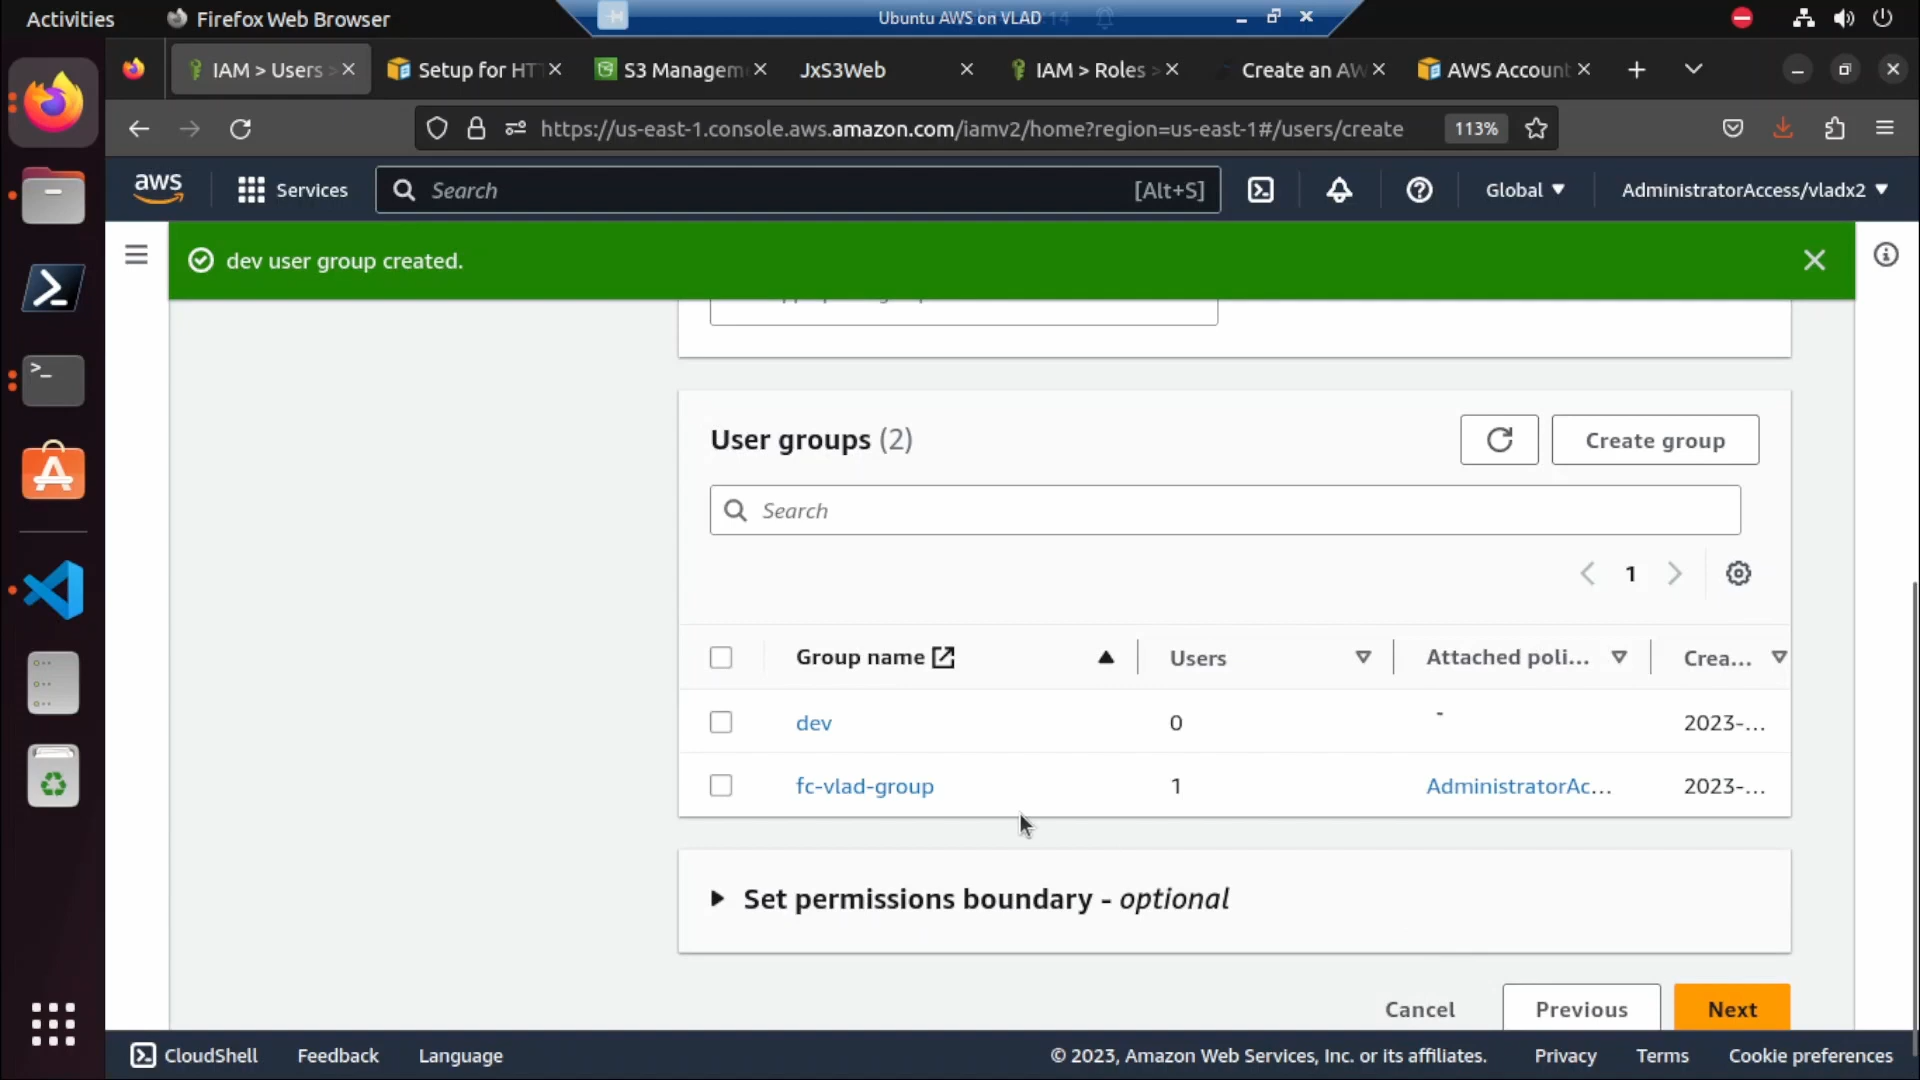 Activities
Firefox Web Browser
Ubuntu AWS on VLAD
IAM > Users >
Setup for HT
S3 Managem
JxS3Web
IAM > Roles >
Create an AW
AWS Account
https://us-east-1.console.aws.amazon.com/iamv2/home?region=us-east-1#/users/create
113%
aws
Services
Search
[Alt+S]
Global
AdministratorAccess/vladx2
dev user group created.
User groups (2)
Create group
Search
1
Group name
Users
Attached poli...
Crea...
dev
0
-
2023-...
fc-vlad-group
1
AdministratorAc...
2023-...
Set permissions boundary - optional
Cancel
Previous
Next
CloudShell
Feedback
Language
© 2023, Amazon Web Services, Inc. or its affiliates.
Privacy
Terms
Cookie preferences